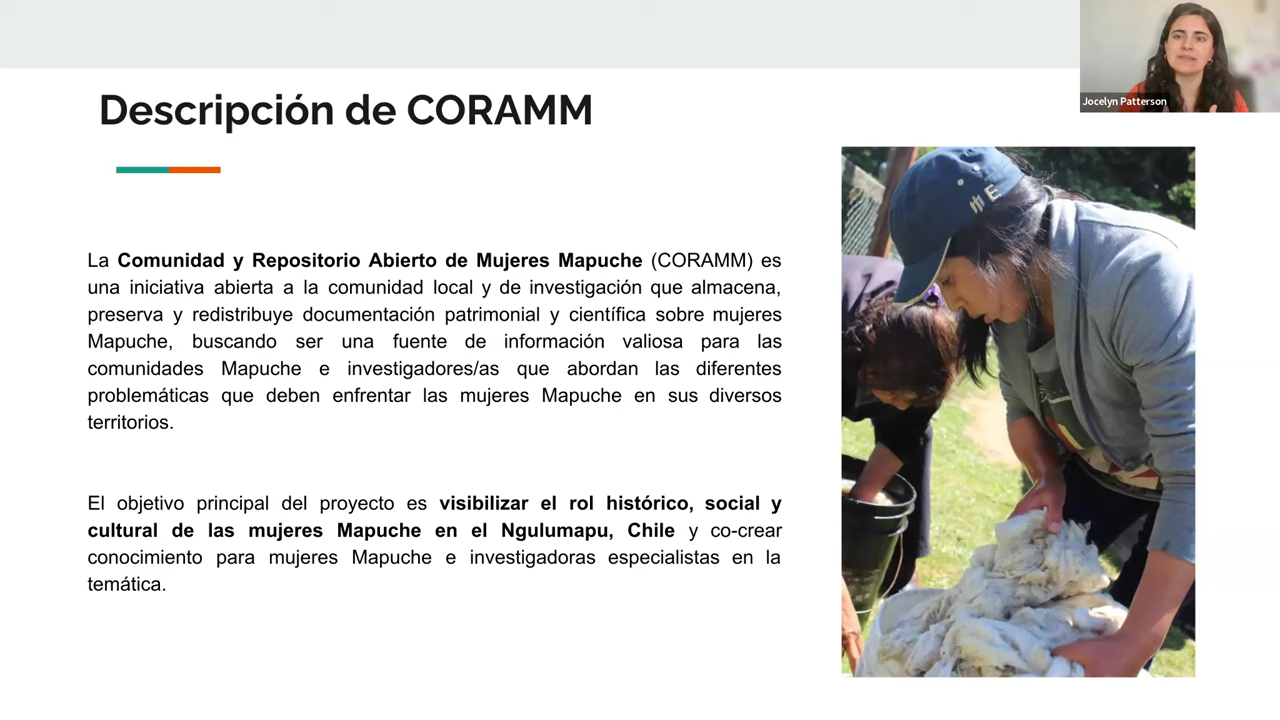 Jocelyn Patterson
Descripción de CORAMM
La Comunidad y Repositorio Abierto de Mujeres Mapuche (CORAMM) es
una iniciativa abierta a la comunidad local y de investigación que almacena,
preserva y redistribuye documentación patrimonial y científica sobre mujeres
Mapuche, buscando ser una fuente de información valiosa para las
comunidades Mapuche e investigadores/as que abordan las diferentes
problemáticas que deben enfrentar las mujeres Mapuche en sus diversos
territorios.
El objetivo principal del proyecto es visibilizar el rol histórico, social y
cultural de las mujeres Mapuche en el Ngulumapu, Chile y co-crear
conocimiento para mujeres Mapuche e investigadoras especialistas en la
temática.